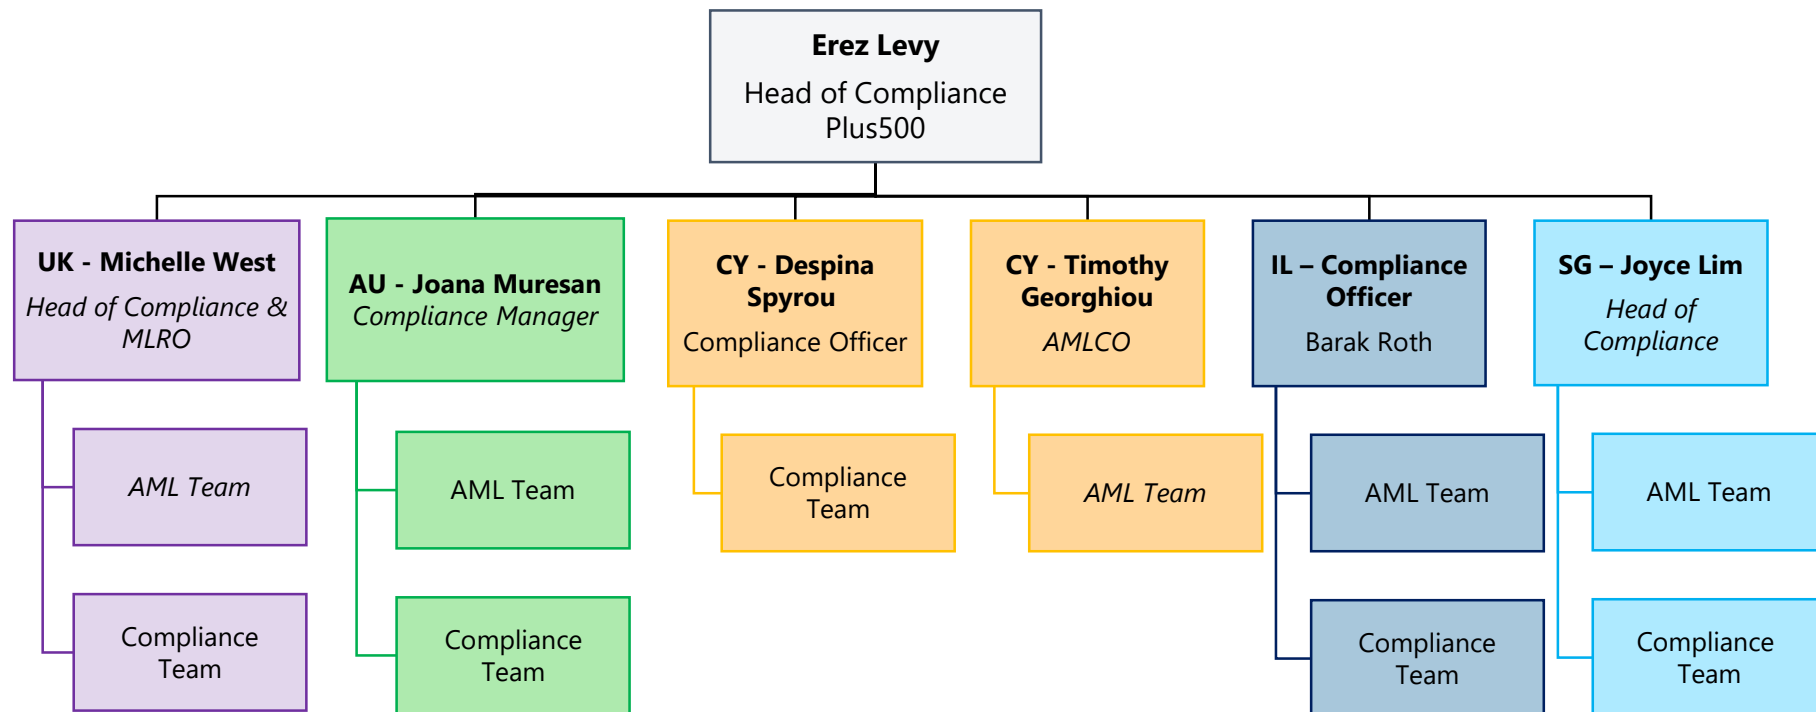 Erez Levy
Head of Compliance
Plus500
UK - Michelle West
Head of Compliance &
MLRO
AU - Joana Muresan
Compliance Manager
CY - Despina
Spyrou
Compliance Officer
CY - Timothy
Georghiou
AMLCO
IL – Compliance
Officer
Barak Roth
SG – Joyce Lim
Head of
Compliance
AML Team
AML Team
Compliance
Team
AML Team
AML Team
AML Team
Compliance
Team
Compliance
Team
Compliance
Team
Compliance
Team